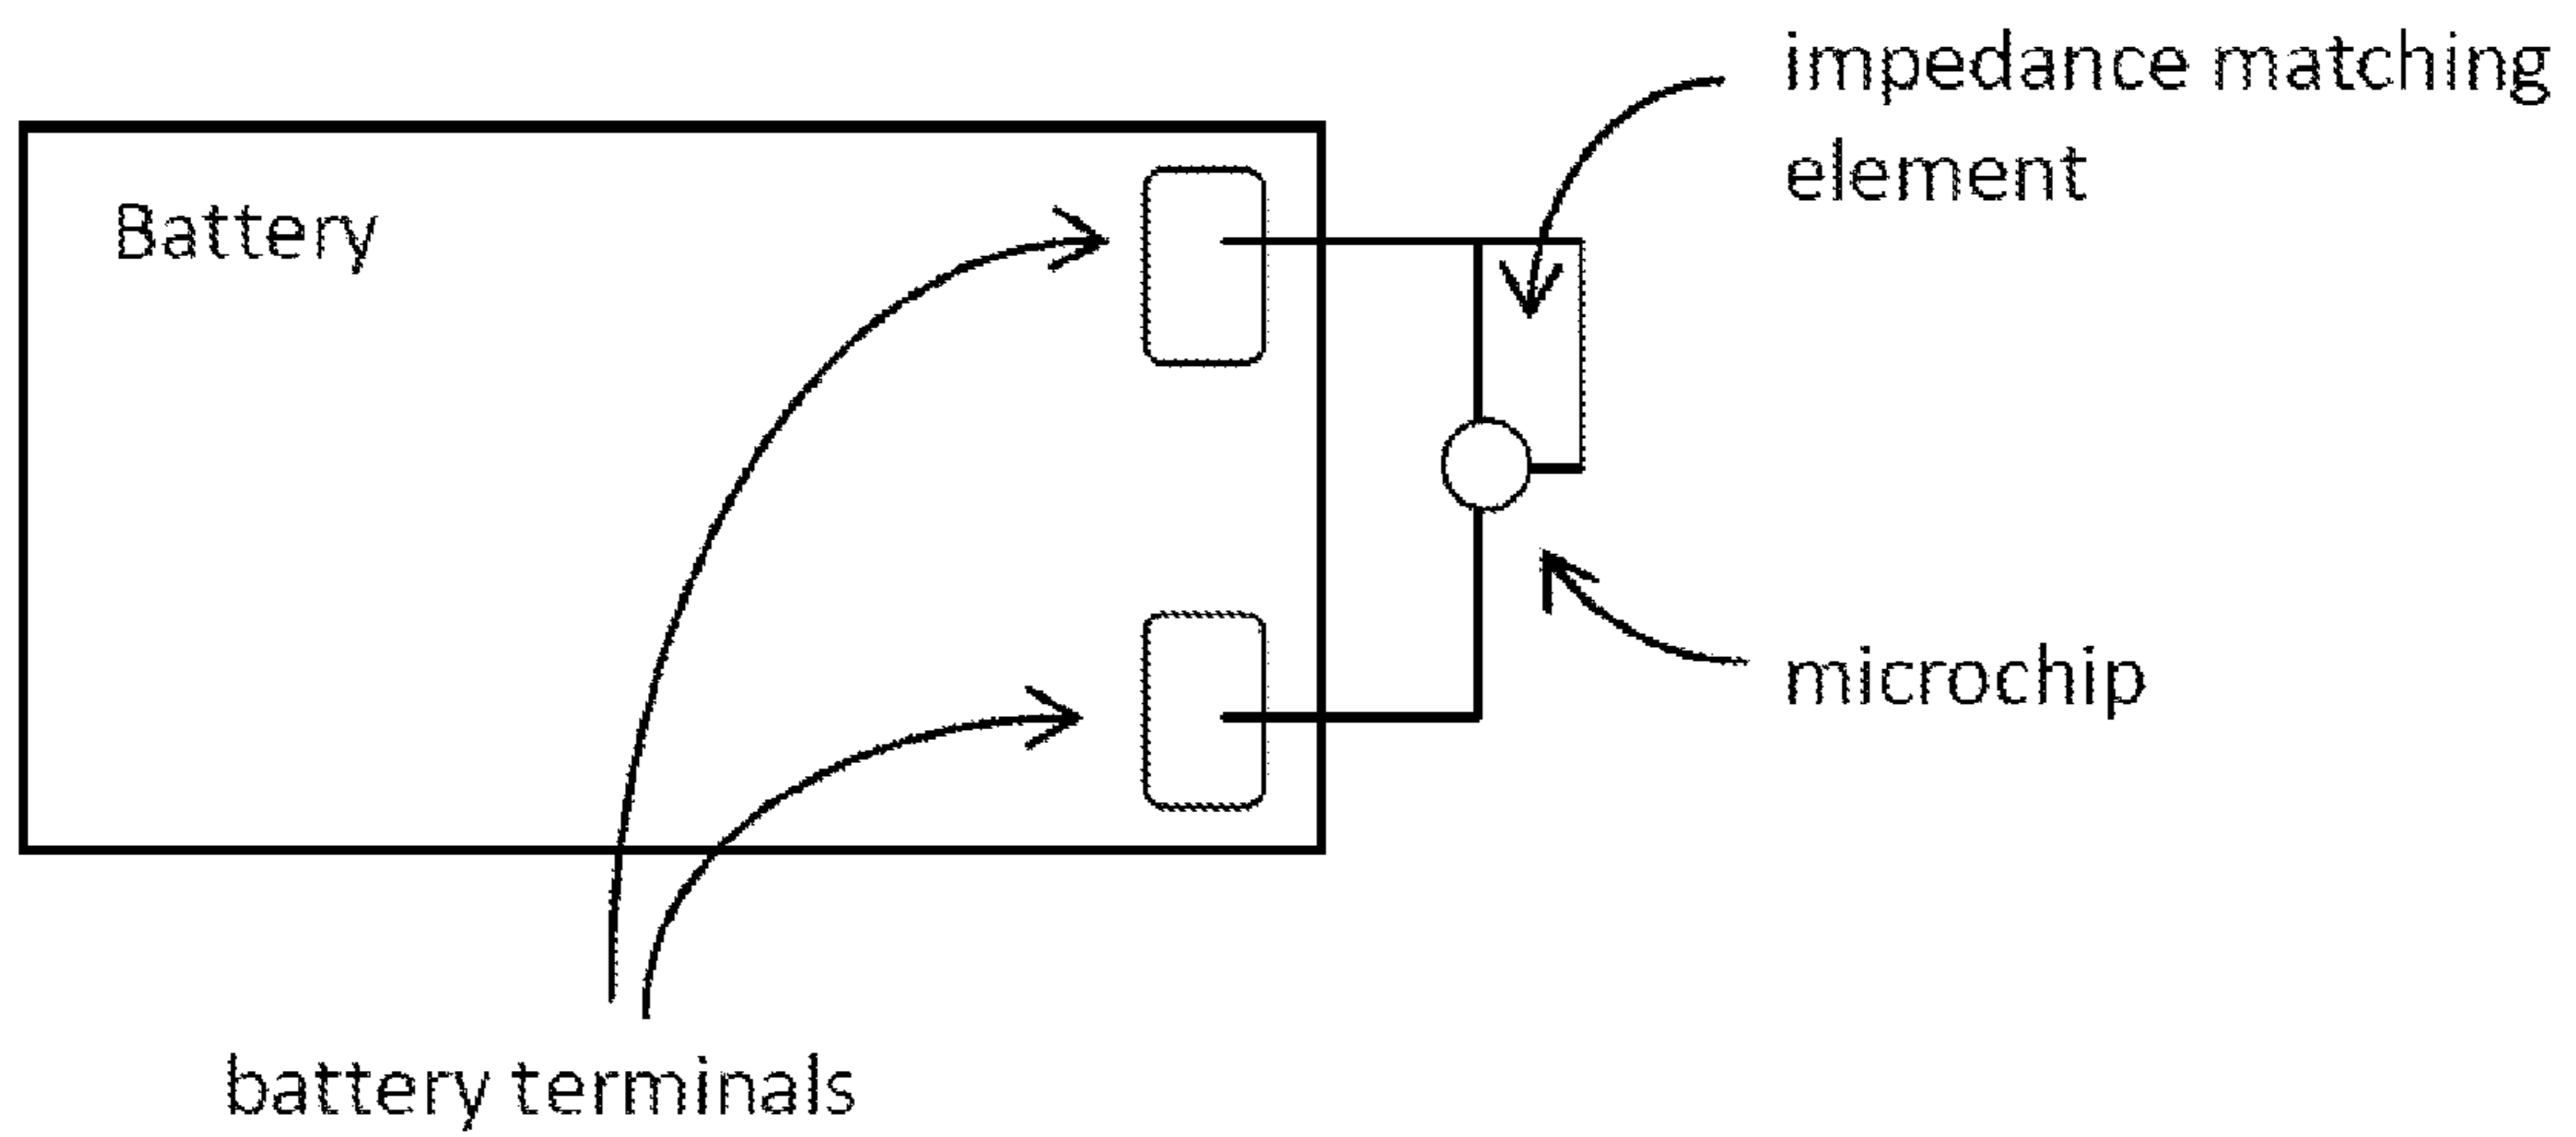 impedance matching
element
Battery
microchip
battery terminals